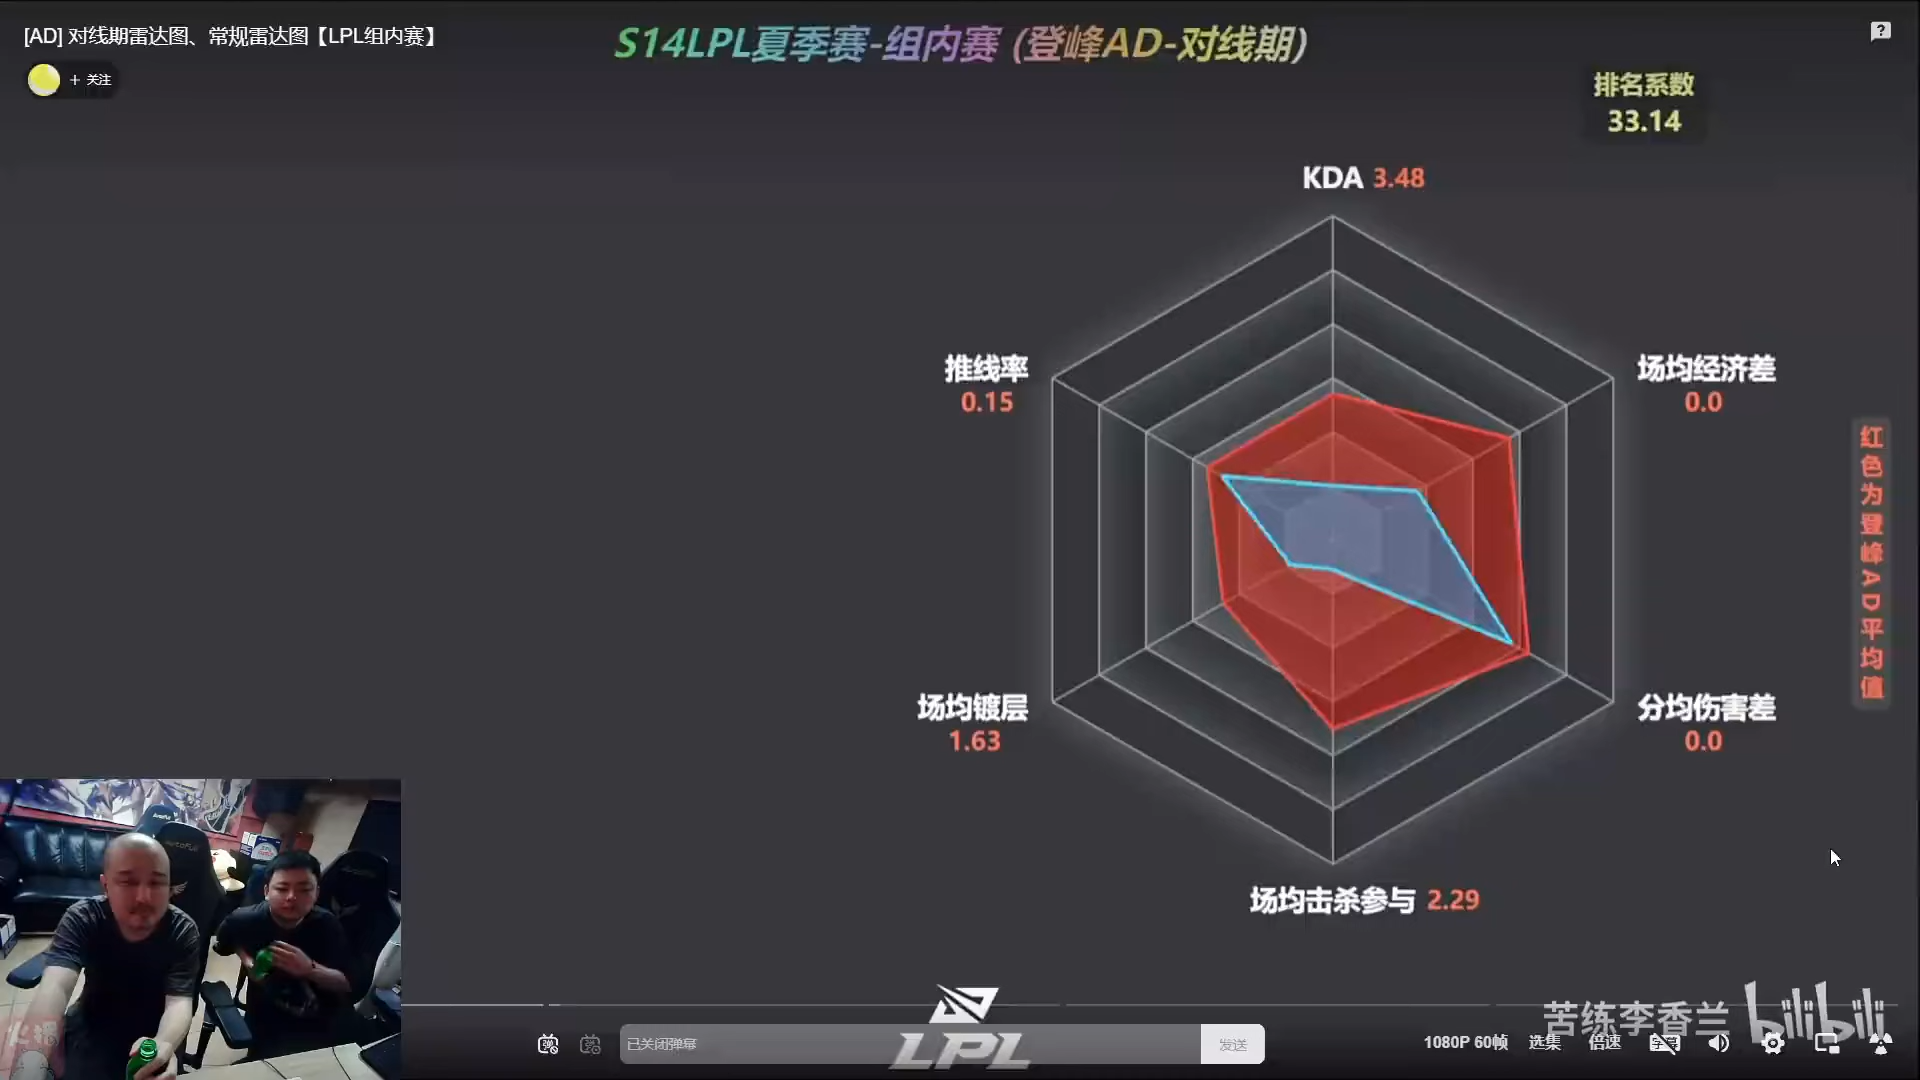 [AD] 对线期雷达图、常规雷达图【LPL组内赛】
+ 关注
S14LPL夏季赛-组内赛 (登峰AD-对线期)
?
排名系数
33.14
KDA 3.48
推线率
0.15
场均经济差
0.0
红色为登峰AD平均值
场均镀层
1.63
分均伤害差
0.0
场均击杀参与 2.29
苦练李香兰 bilibili
已关闭弹幕
发送
LPL
1080P 60帧
选集
倍速
字幕